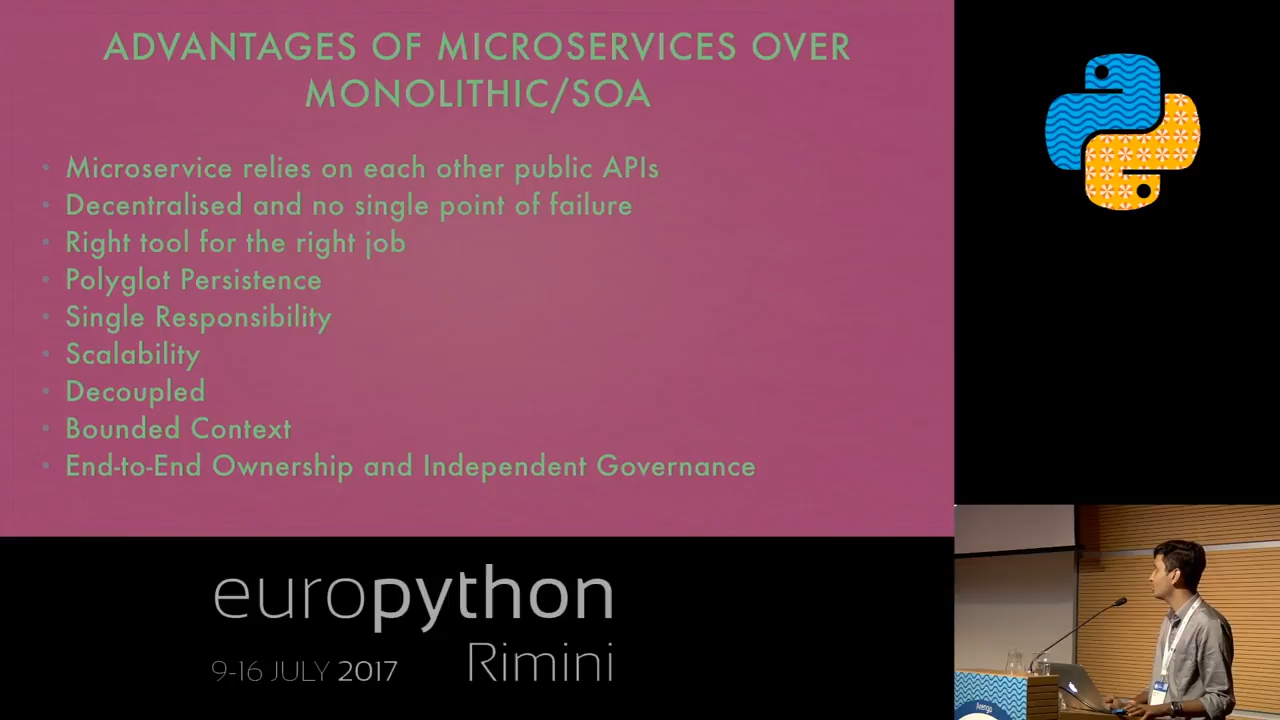 ADVANTAGES OF MICROSERVICES OVER
MONOLITHIC/SOA
• Microservice relies on each other public APIs
• Decentralised and no single point of failure
• Right tool for the right job
• Polyglot Persistence
• Single Responsibility
• Scalability
• Decoupled
• Bounded Context
• End-to-End Ownership and Independent Governance
europython
9-16 JULY 2017 Rimini
Arengo